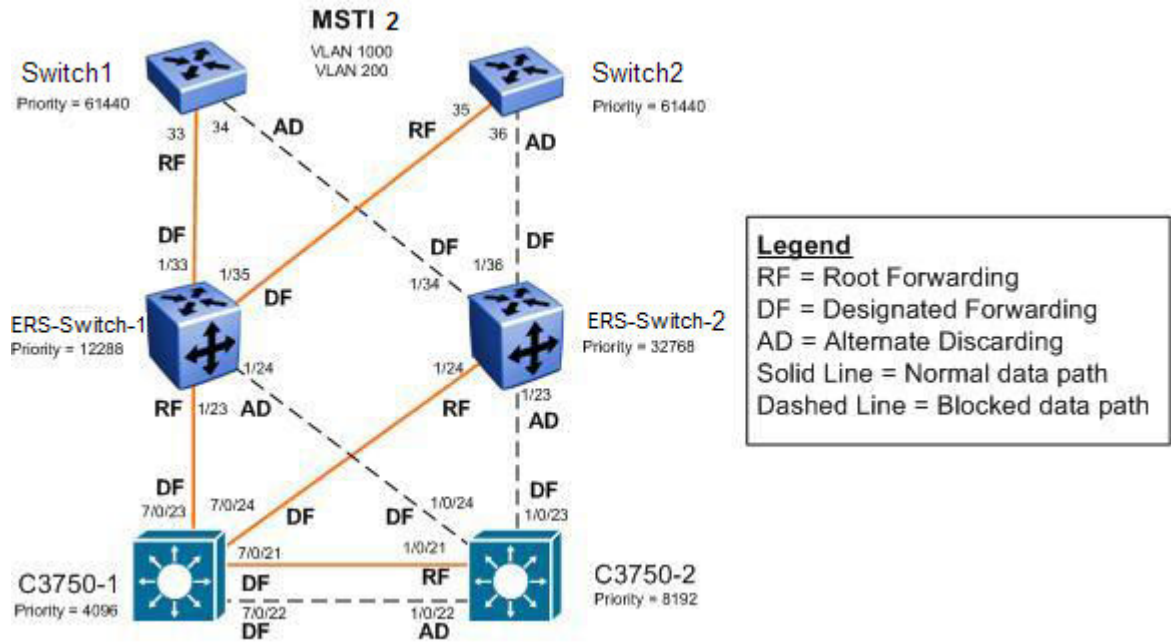 MSTI 2
VLAN 1000
VLAN 200
Switch1
Priority = 61440
Switch2
Priority = 61440
33
34
AD
RF
35
RF
36
AD
DF
1/33
1/35
DF
DF
1/34
1/36
DF
ERS-Switch-1
Priority = 12288
ERS-Switch-2
Priority = 32768
1/24
RF
1/23
AD
1/24
RF
1/23
AD
DF
7/0/23
7/0/24
DF
1/0/24
DF
DF
1/0/23
7/0/21
1/0/21
DF
RF
7/0/22
DF
1/0/22
AD
C3750-1
Priority = 4096
C3750-2
Priority = 8192
Legend
RF = Root Forwarding
DF = Designated Forwarding
AD = Alternate Discarding
Solid Line = Normal data path
Dashed Line = Blocked data path